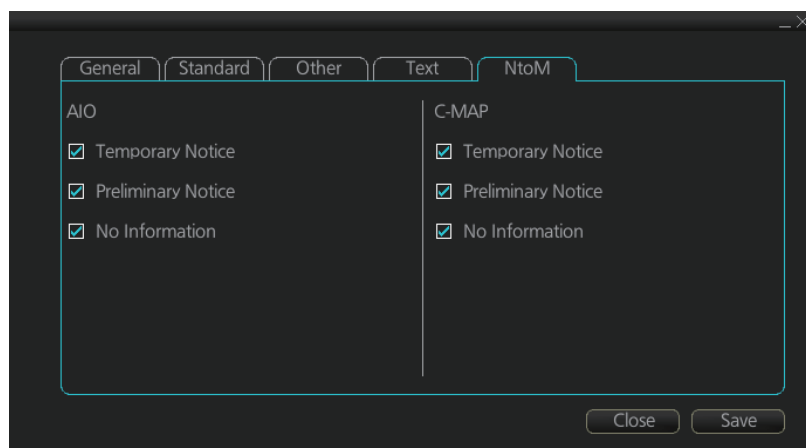 General Standard Other Text NtoM
AIO
Temporary Notice
Preliminary Notice
No Information
C-MAP
Temporary Notice
Preliminary Notice
No Information
Close Save